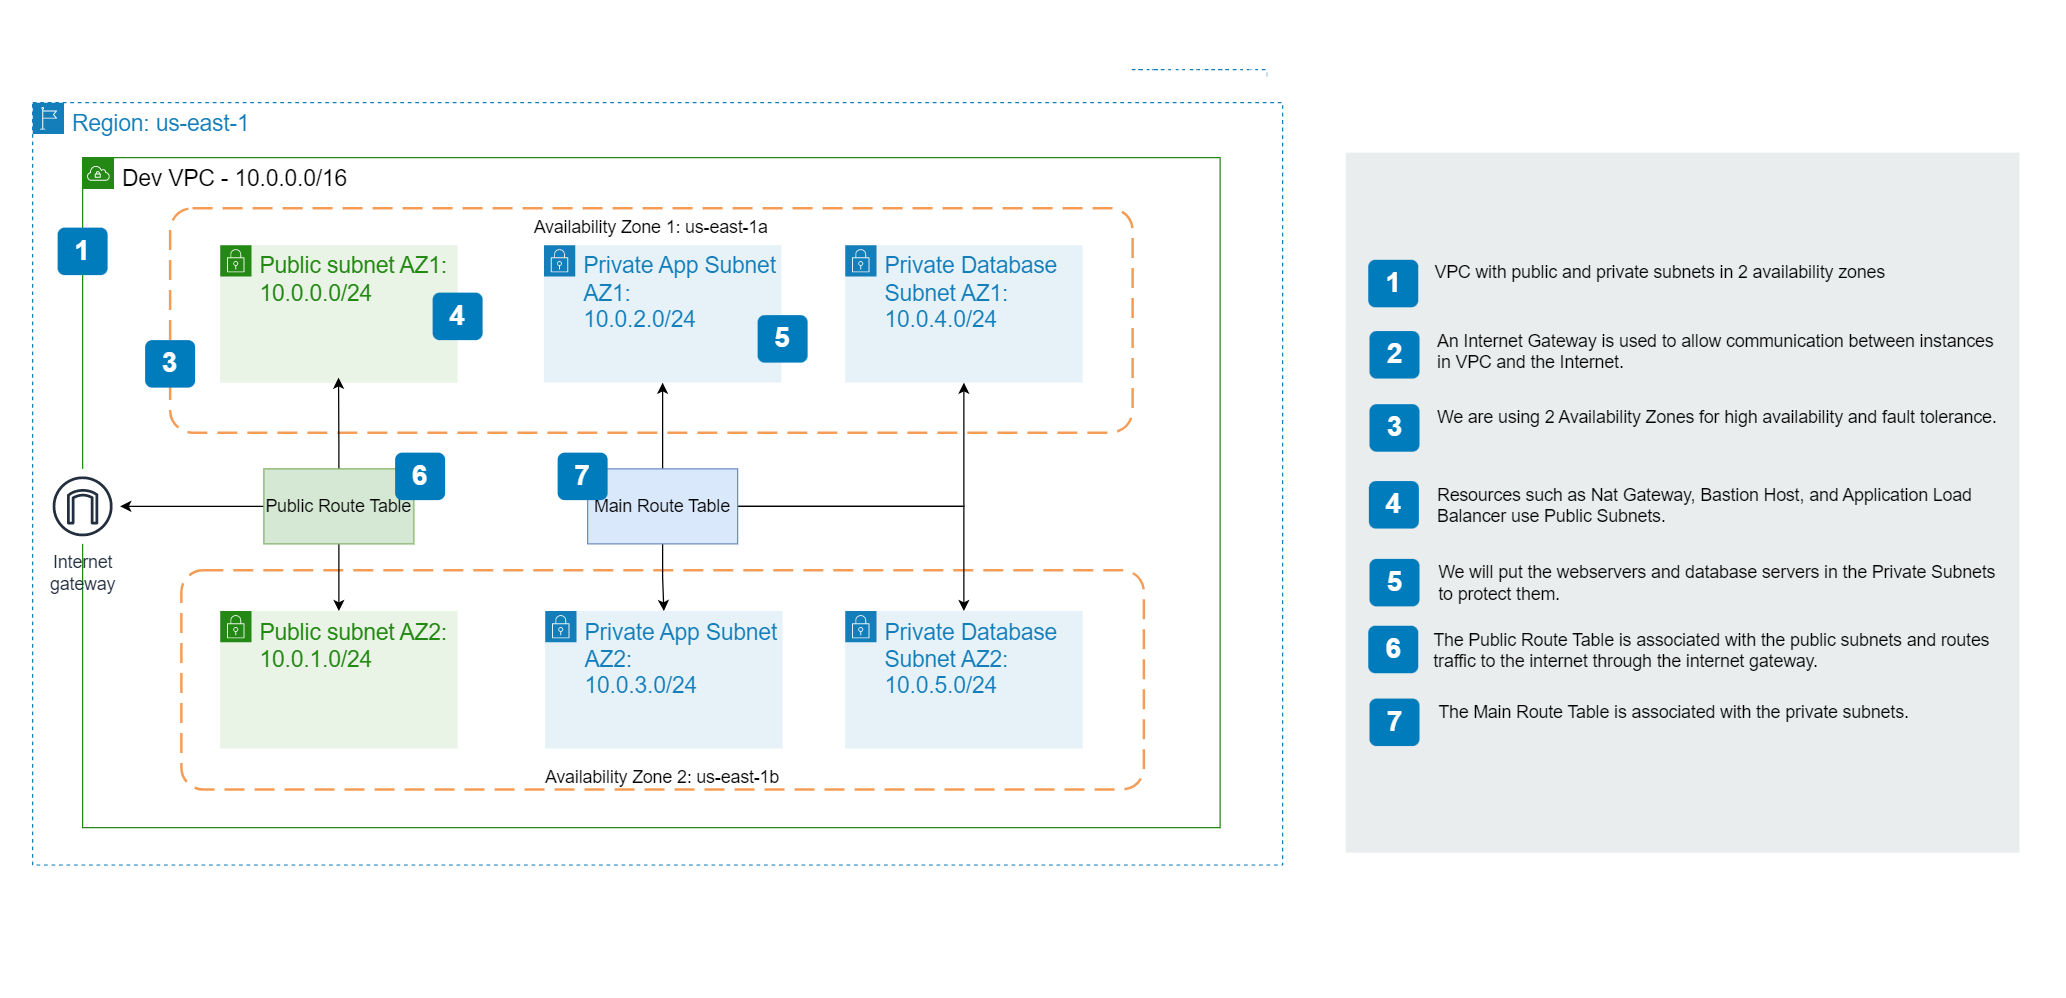 Region: us-east-1
Dev VPC - 10.0.0.0/16
1
Availability Zone 1: us-east-1a
Public subnet AZ1:
10.0.0.0/24
4
Private App Subnet
AZ1:
10.0.2.0/24
5
Private Database
Subnet AZ1:
10.0.4.0/24
3
6
Public Route Table
7
Main Route Table
Internet
gateway
Public subnet AZ2:
10.0.1.0/24
Private App Subnet
AZ2:
10.0.3.0/24
Private Database
Subnet AZ2:
10.0.5.0/24
Availability Zone 2: us-east-1b
1
VPC with public and private subnets in 2 availability zones
2
An Internet Gateway is used to allow communication between instances
in VPC and the Internet.
3
We are using 2 Availability Zones for high availability and fault tolerance.
4
Resources such as Nat Gateway, Bastion Host, and Application Load
Balancer use Public Subnets.
5
We will put the webservers and database servers in the Private Subnets
to protect them.
6
The Public Route Table is associated with the public subnets and routes
traffic to the internet through the internet gateway.
7
The Main Route Table is associated with the private subnets.